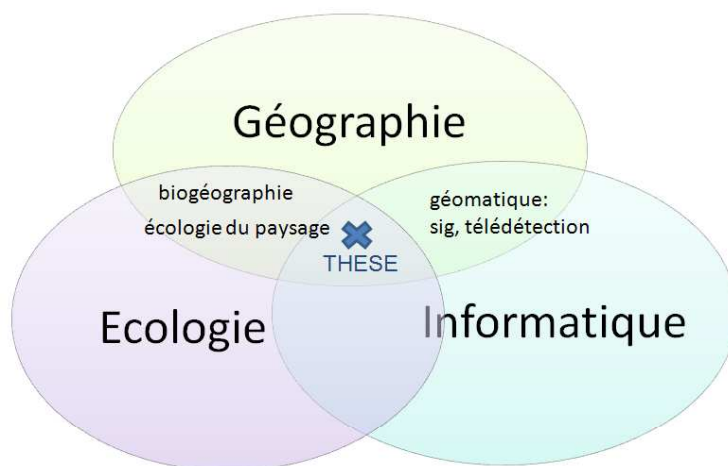 Géographie
biogéographie
écologie du paysage
géomatique:
sig, télédétection
THESE
Ecologie
Informatique